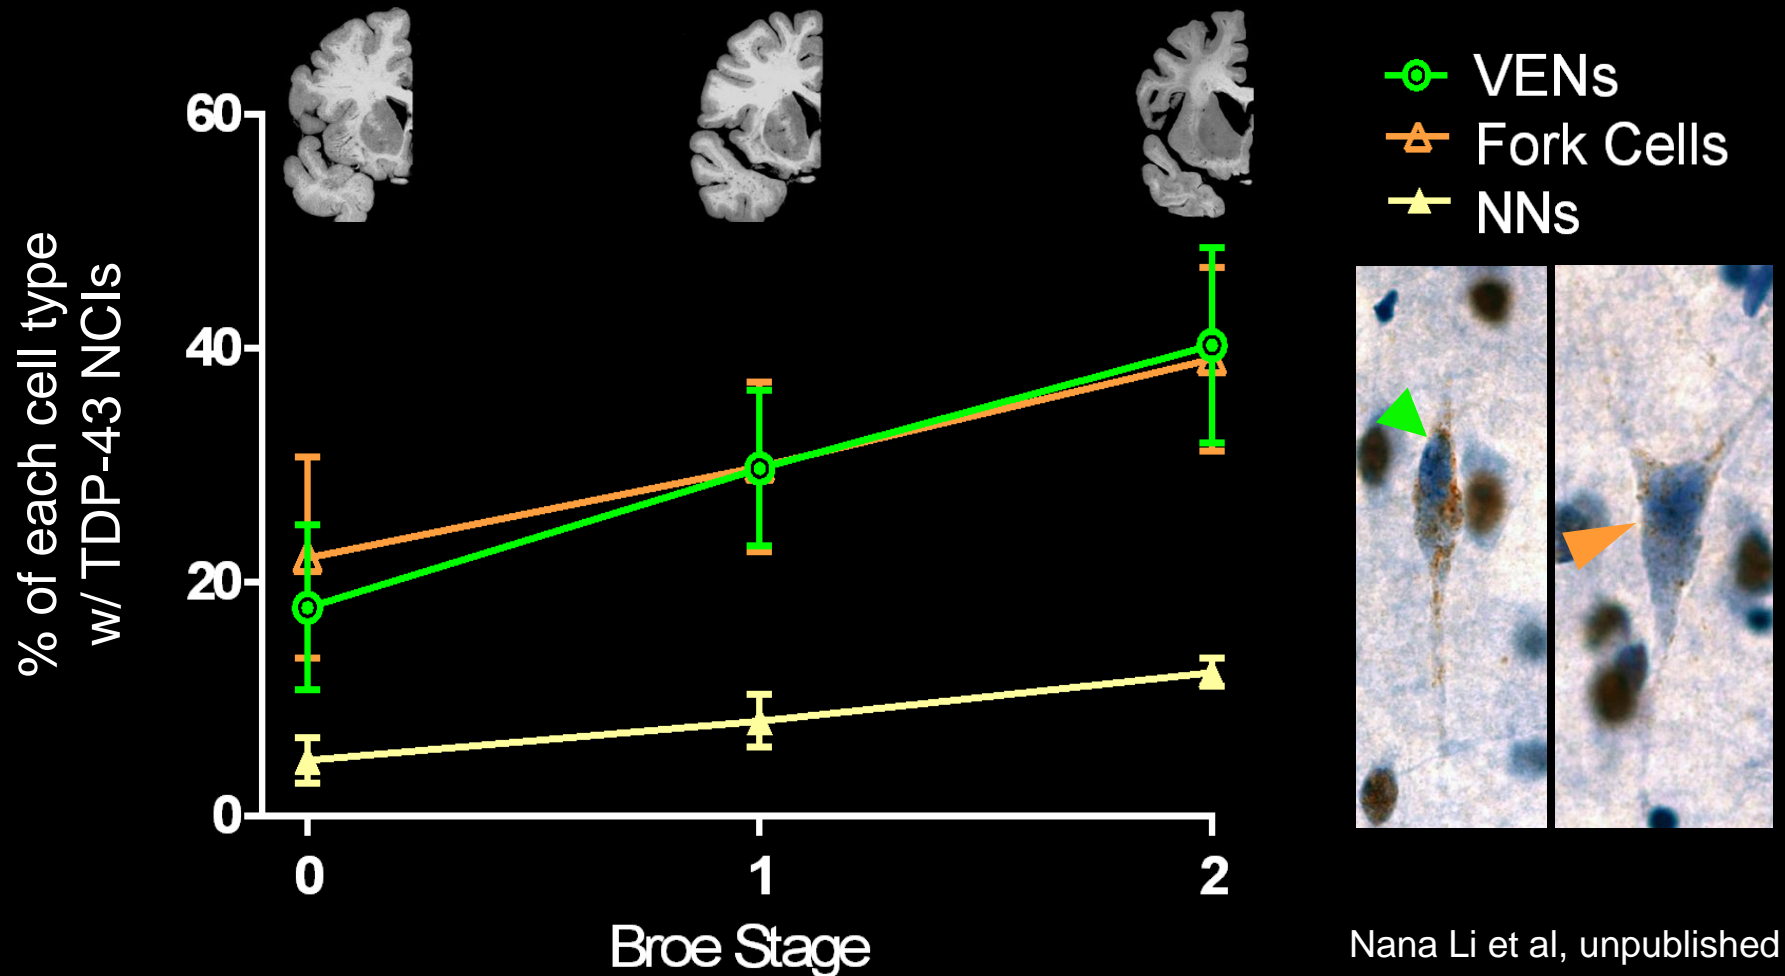 VENs
Fork Cells
NNs
% of each cell type
w/ TDP-43 NCIs
60
40
20
0
0
1
2
Broe Stage
Nana Li et al, unpublished